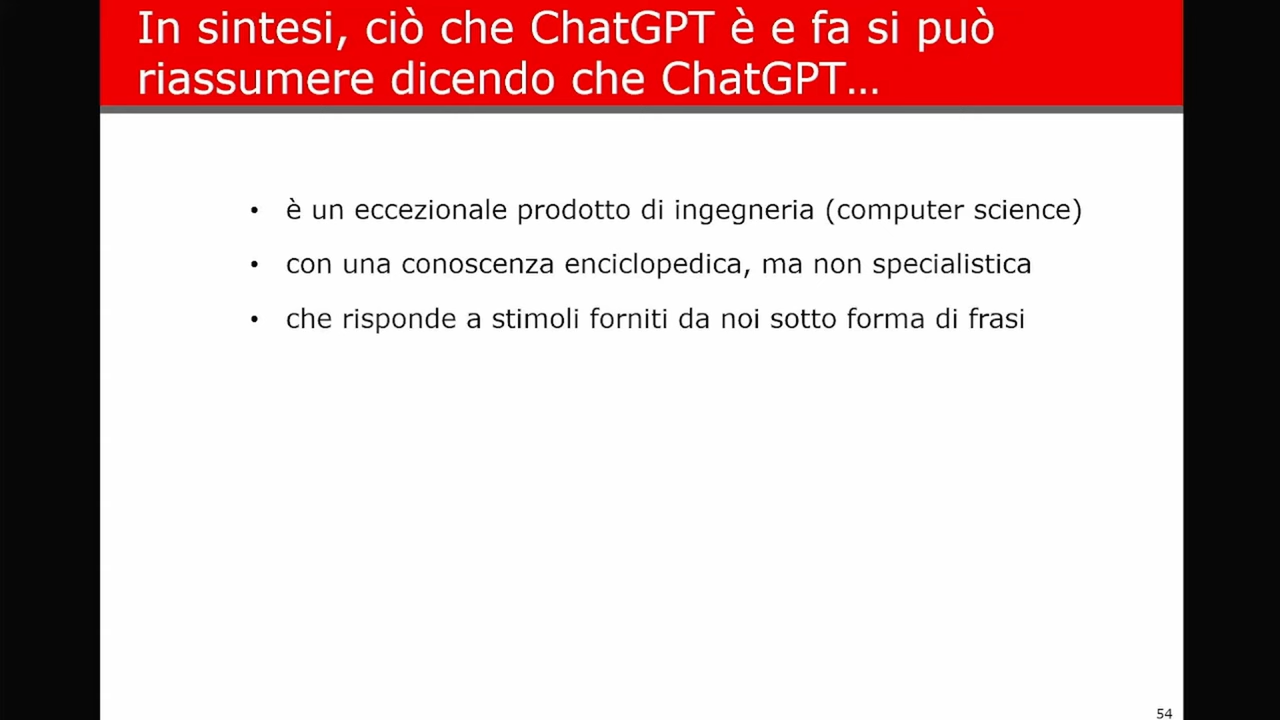 In sintesi, ciò che ChatGPT è e fa si può
riassumere dicendo che ChatGPT…
• è un eccezionale prodotto di ingegneria (computer science)
• con una conoscenza enciclopedica, ma non specialistica
• che risponde a stimoli forniti da noi sotto forma di frasi
54